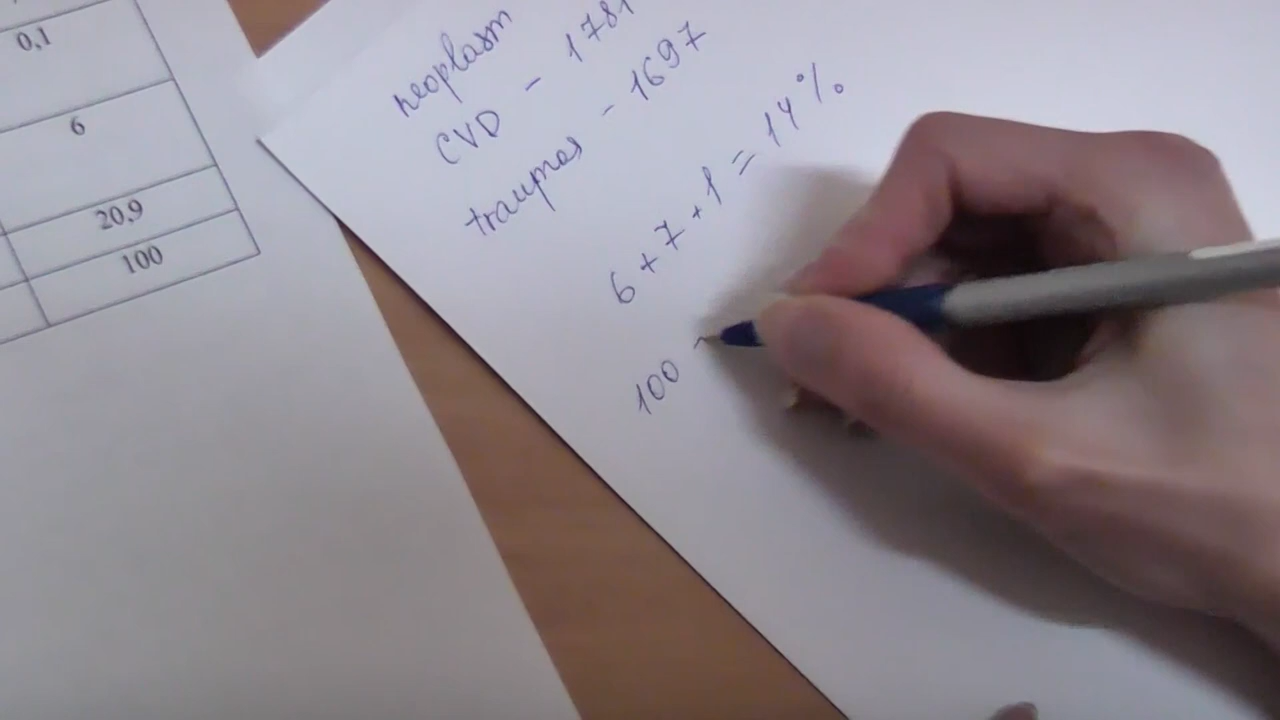 0,1
6
20,9
100
neoplasm
CVD - 1781
traumas - 1697
6 + 7 + 1 = 14%
100